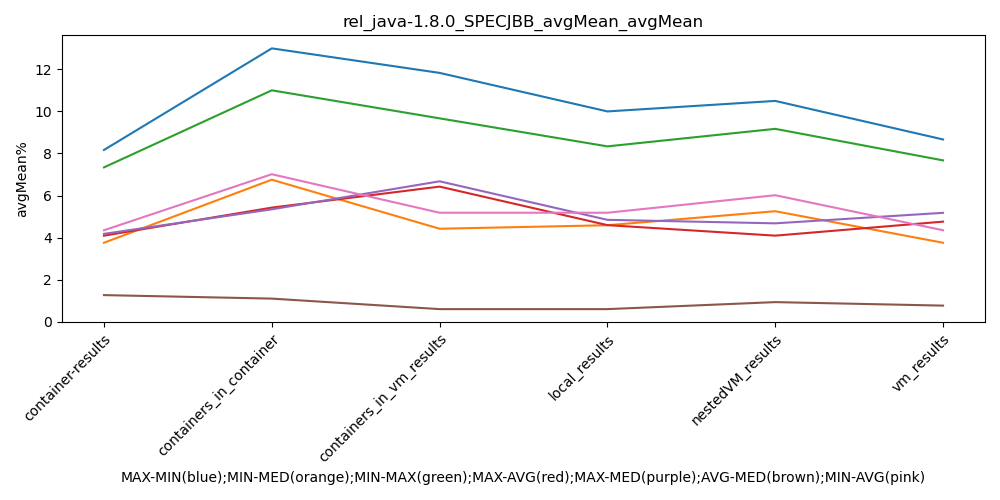 rel_java-1.8.0_SPECJBB_avgMean_avgMean
avgMean%
12
10
8
6
4
2
0
container-results
containers_in_container
containers_in_vm_results
local_results
nestedVM_results
vm_results
MAX-MIN(blue);MIN-MED(orange);MIN-MAX(green);MAX-AVG(red);MAX-MED(purple);AVG-MED(brown);MIN-AVG(pink)